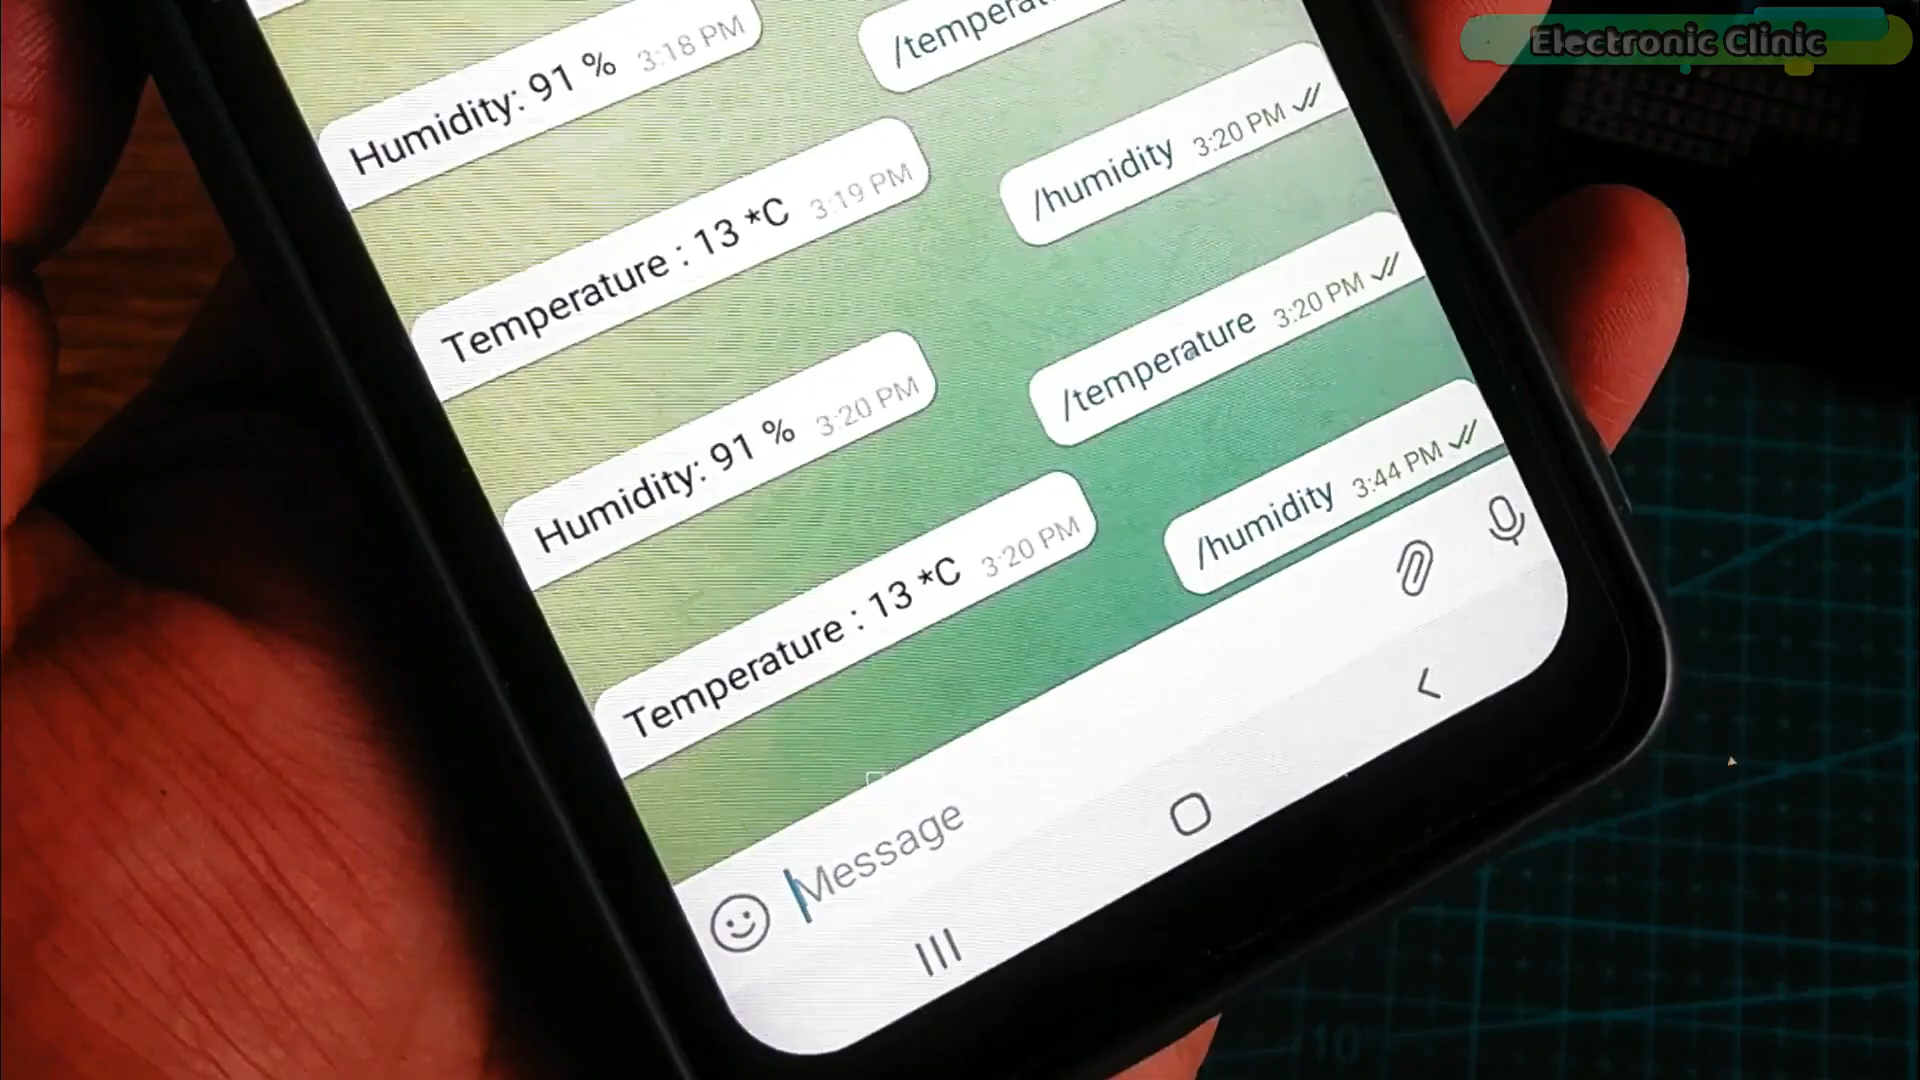 Electronic Clinic
Humidity: 91 % 3:18 PM
Temperature : 13 *C 3:19 PM
/humidity 3:20 PM
Humidity: 91 % 3:20 PM
/temperature 3:20 PM
Temperature : 13 *C 3:20 PM
/humidity 3:44 PM
Message